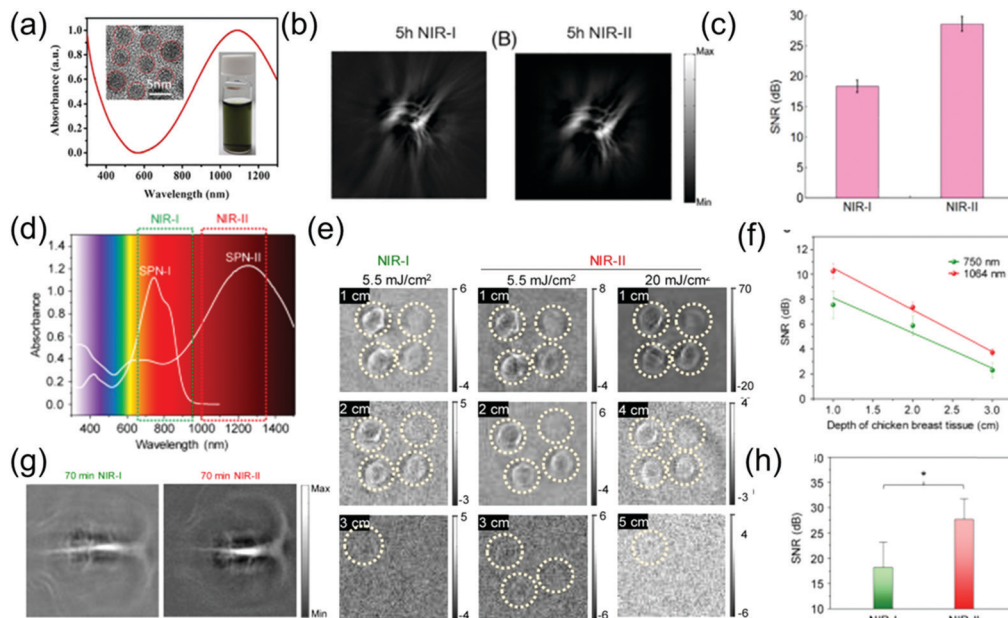 (a)
Absorbance (a.u.)
1.0
0.8
0.6
0.4
0.2
0.0
5nm
400 600 800 1000 1200
Wavelength (nm)
(b)
5h NIR-I
(B)
5h NIR-II
Max
Min
(c)
SNR (dB)
30
25
20
15
10
5
0
NIR-I NIR-II
(d)
NIR-I NIR-II
Absorbance
1.4
1.2
1.0
0.8
0.6
0.4
0.2
0.0
SPN-I
SPN-II
400 600 800 1000 1200 1400
Wavelength (nm)
(e)
NIR-I NIR-II
5.5 mJ/cm² 5.5 mJ/cm² 20 mJ/cm²
1 cm 6 -4
1 cm 8 -4
1 cm 70 -20
2 cm 5 -3
2 cm 6 -4
4 cm 4 -3
3 cm 5 -4
3 cm 6 -6
5 cm 4 -6
(f)
SNR (dB)
12
10
8
6
4
2
0
750 nm
1064 nm
1.0 1.5 2.0 2.5 3.0
Depth of chicken breast tissue (cm)
(g)
70 min NIR-I 70 min NIR-II
Max
Min
(h)
SNR (dB)
35
30
25
20
15
10
*
NIR-I NIR-II